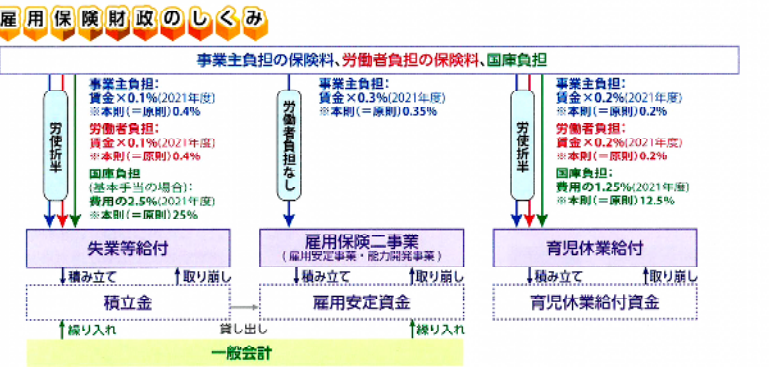 雇用保険財政のしくみ
事業主負担の保険料、労働者負担の保険料、国庫負担
労使折半
事業主負担：
賃金×0.1%(2021年度)
※本則(＝原則)0.4%
労働者負担：
賃金×0.1%(2021年度)
※本則(＝原則)0.4%
国庫負担
(基本手当の場合)：
費用の2.5%(2021年度)
※本則(＝原則)25%
失業等給付
↓積み立て ↑取り崩し
積立金
↑繰り入れ
労働者負担なし
事業主負担：
賃金×0.3%(2021年度)
※本則(＝原則)0.35%
雇用保険二事業
(雇用安定事業・能力開発事業)
↓積み立て ↑取り崩し
雇用安定資金
貸し出し
↑繰り入れ
一般会計
労使折半
事業主負担：
賃金×0.2%(2021年度)
※本則(＝原則)0.2%
労働者負担：
賃金×0.2%(2021年度)
※本則(＝原則)0.2%
国庫負担：
費用の1.25%(2021年度)
※本則(＝原則)12.5%
育児休業給付
↓積み立て ↑取り崩し
育児休業給付資金